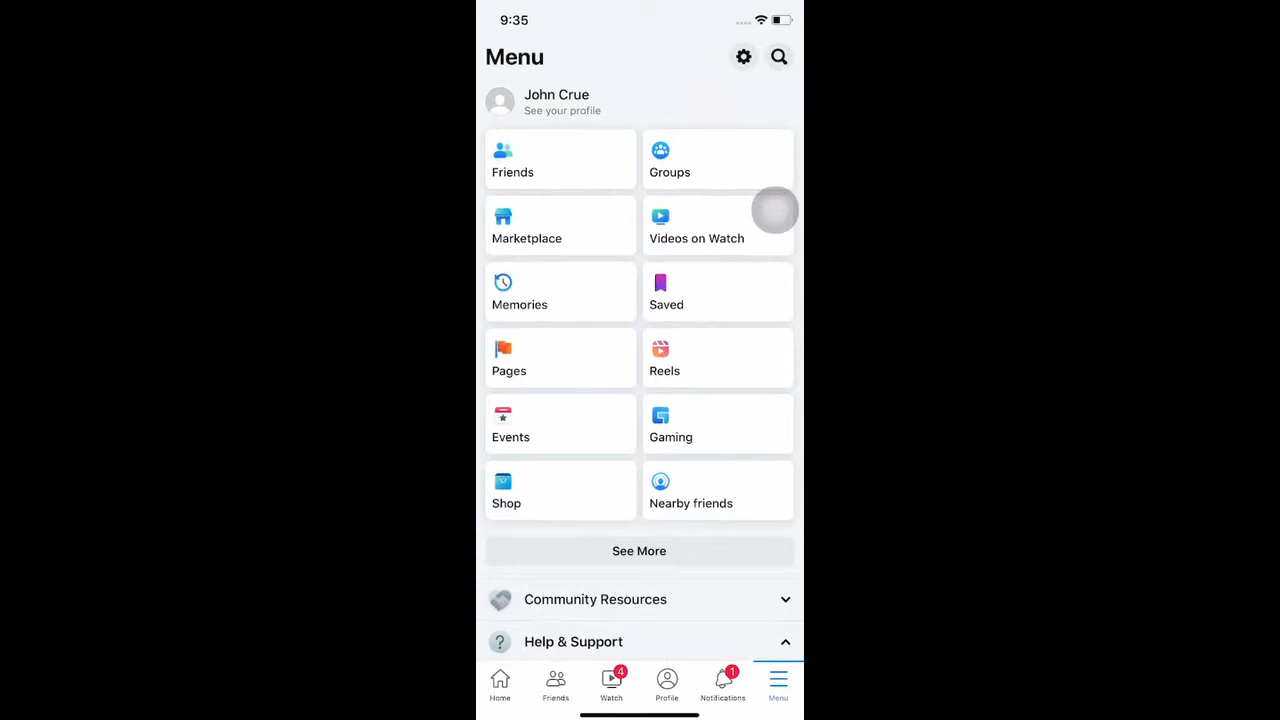 9:35
Menu
John Crue
See your profile
Friends
Groups
Marketplace
Videos on Watch
Memories
Saved
Pages
Reels
Events
Gaming
Shop
Nearby friends
See More
Community Resources
? Help & Support
4
1
Home
Friends
Watch
Profile
Notifications
Menu